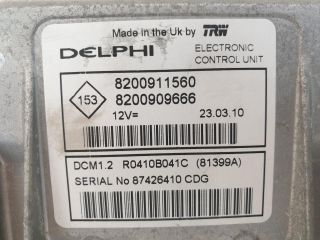 Made in the Uk by TRW
DELPHI ELECTRONIC
CONTROL UNIT
153
8200911560
8200909666
12V= 23.03.10
DCM1.2 R0410B041C (81399A)
SERIAL No 87426410 CDG